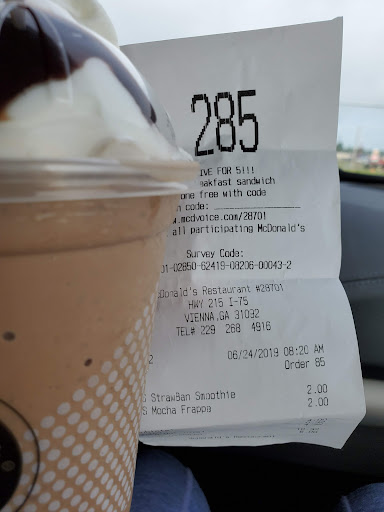 285
IVE FOR 5!!!
akfast sandwich
one free with code
n code:
w.mcdvoice.com/28701
all participating McDonald's
Survey Code:
01-02850-62419-08206-00043-2
Donald's Restaurant #28701
HWY 215 I-75
VIENNA,GA 31092
TEL# 229 268 4916
2 06/24/2019 08:20 AM
Order 85
S StrawBan Smoothie 2.00
S Mocha Frappe 2.00